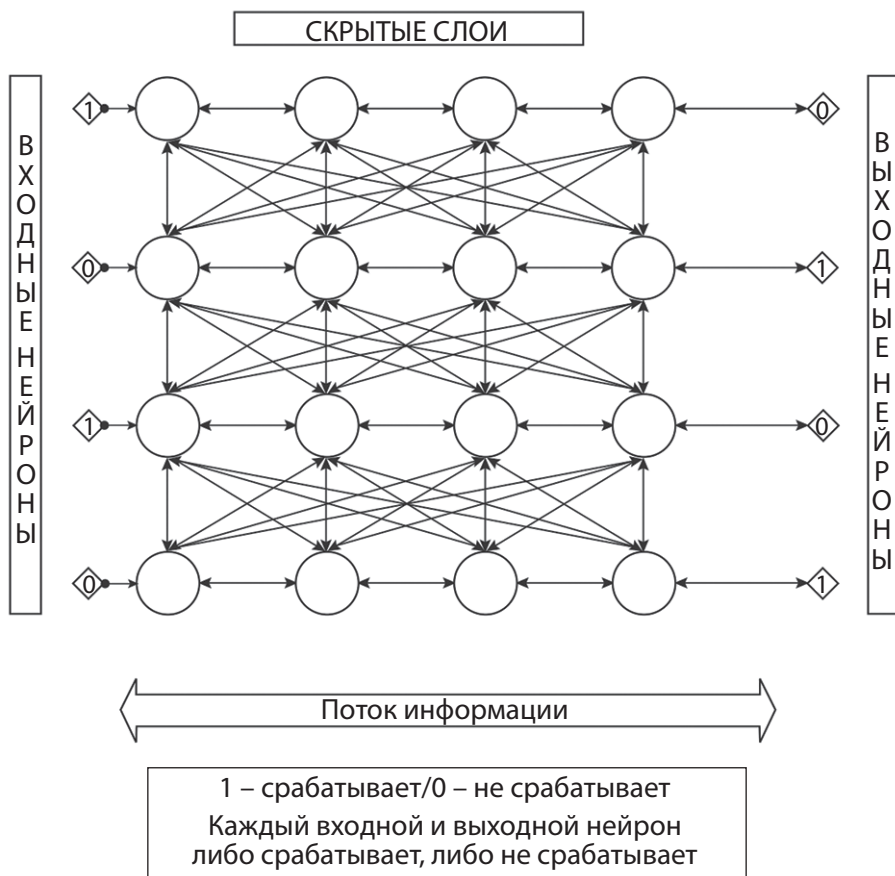 СКРЫТЫЕ СЛОИ
ВХОДНЫЕ НЕЙРОНЫ
1
0
1
0
0
1
0
1
ВЫХОДНЫЕ НЕЙРОНЫ
Поток информации
1 – срабатывает/0 – не срабатывает
Каждый входной и выходной нейрон
либо срабатывает, либо не срабатывает